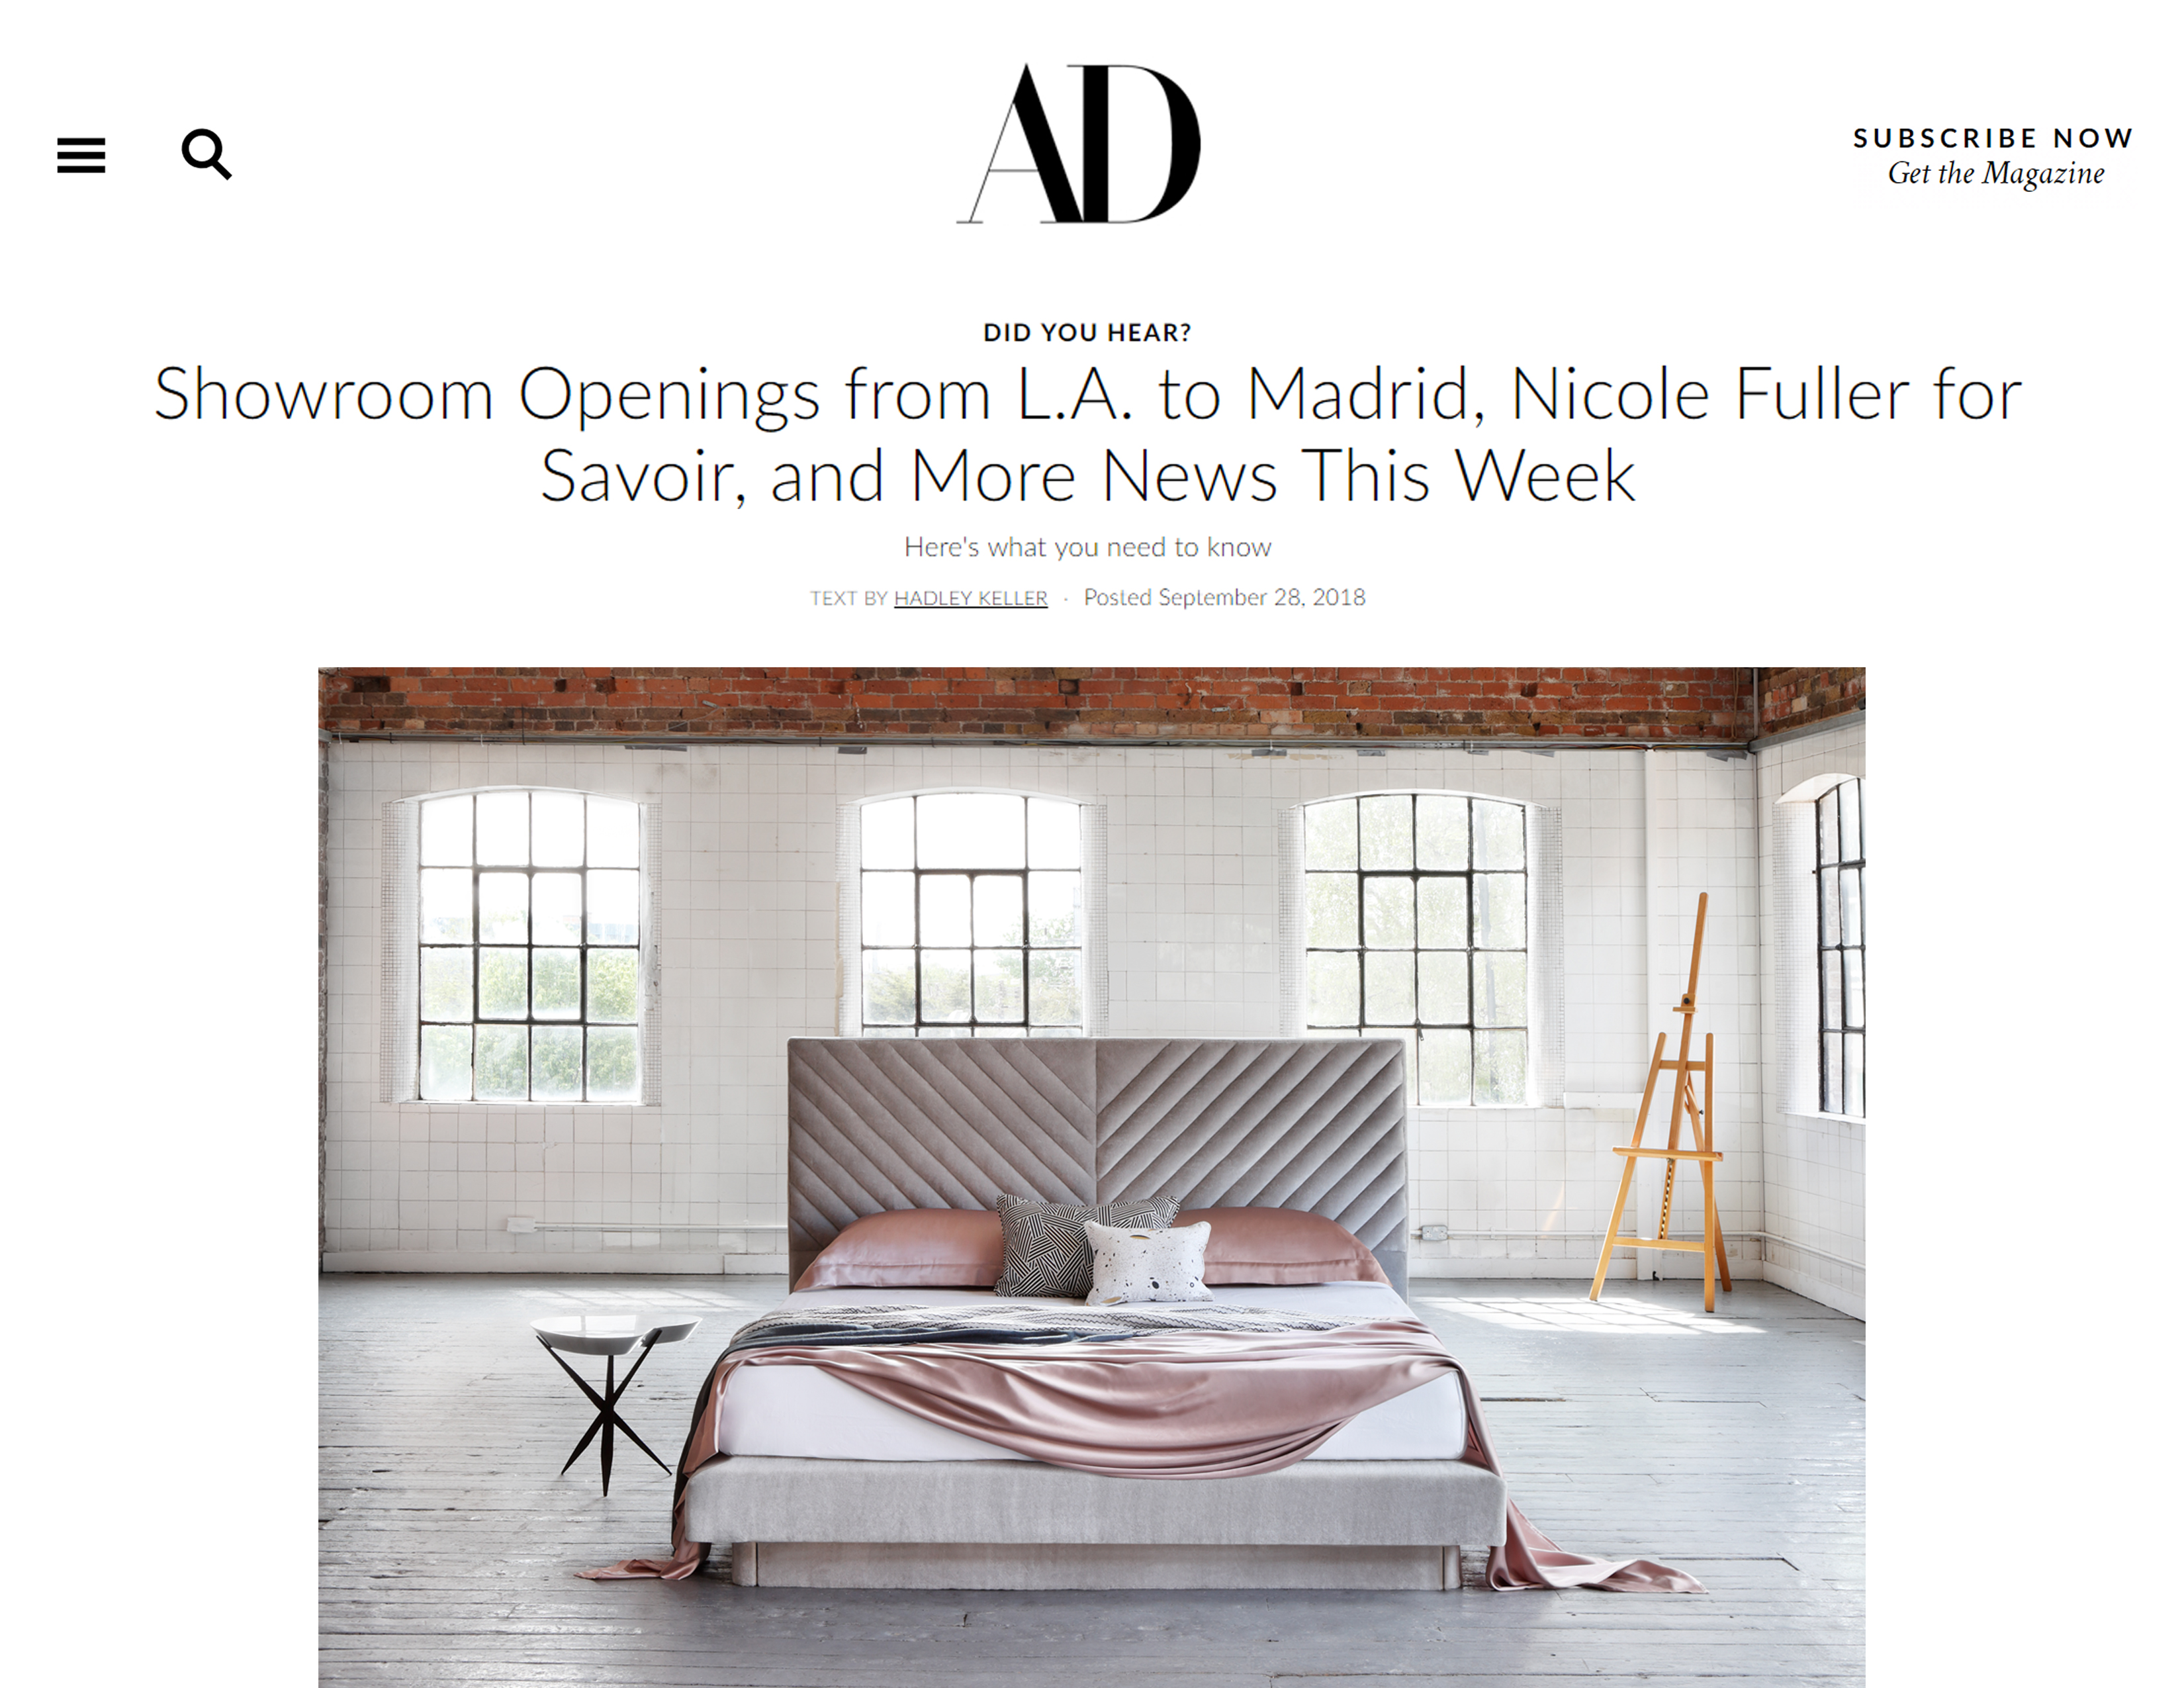 AD
SUBSCRIBE NOW
Get the Magazine
DID YOU HEAR?
Showroom Openings from L.A. to Madrid, Nicole Fuller for
Savoir, and More News This Week
Here's what you need to know
TEXT BY HADLEY KELLER · Posted September 28, 2018